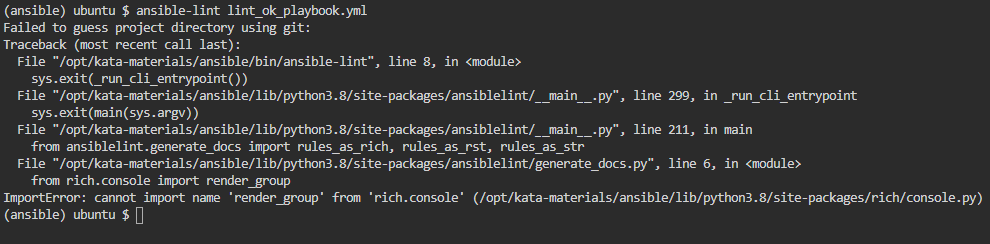 (ansible) ubuntu $ ansible-lint lint_ok_playbook.yml
Failed to guess project directory using git:
Traceback (most recent call last):
  File "/opt/kata-materials/ansible/bin/ansible-lint", line 8, in <module>
    sys.exit(_run_cli_entrypoint())
  File "/opt/kata-materials/ansible/lib/python3.8/site-packages/ansiblelint/__main__.py", line 299, in _run_cli_entrypoint
    sys.exit(main(sys.argv))
  File "/opt/kata-materials/ansible/lib/python3.8/site-packages/ansiblelint/__main__.py", line 211, in main
    from ansiblelint.generate_docs import rules_as_rich, rules_as_rst, rules_as_str
  File "/opt/kata-materials/ansible/lib/python3.8/site-packages/ansiblelint/generate_docs.py", line 6, in <module>
    from rich.console import render_group
ImportError: cannot import name 'render_group' from 'rich.console' (/opt/kata-materials/ansible/lib/python3.8/site-packages/rich/console.py)
(ansible) ubuntu $